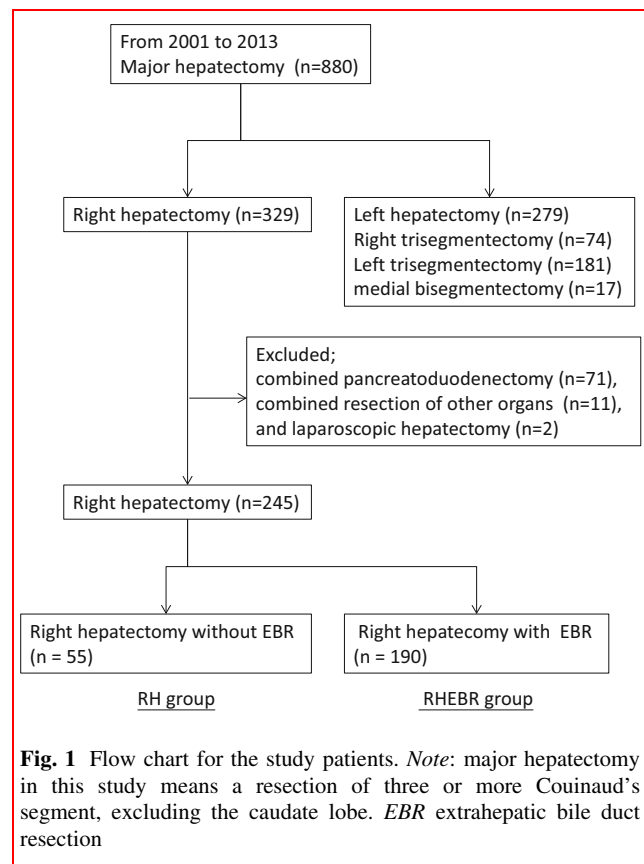 From 2001 to 2013
Major hepatectomy (n=880)
Right hepatectomy (n=329)
Left hepatectomy (n=279)
Right trisegmentectomy (n=74)
Left trisegmentectomy (n=181)
medial bisegmentectomy (n=17)
Excluded;
combined pancreatoduodenectomy (n=71),
combined resection of other organs (n=11),
and laparoscopic hepatectomy (n=2)
Right hepatectomy (n=245)
Right hepatectomy without EBR
(n = 55)
Right hepatecomy with EBR
(n = 190)
RH group
RHEBR group
Fig. 1 Flow chart for the study patients. Note: major hepatectomy
in this study means a resection of three or more Couinaud's
segment, excluding the caudate lobe. EBR extrahepatic bile duct
resection